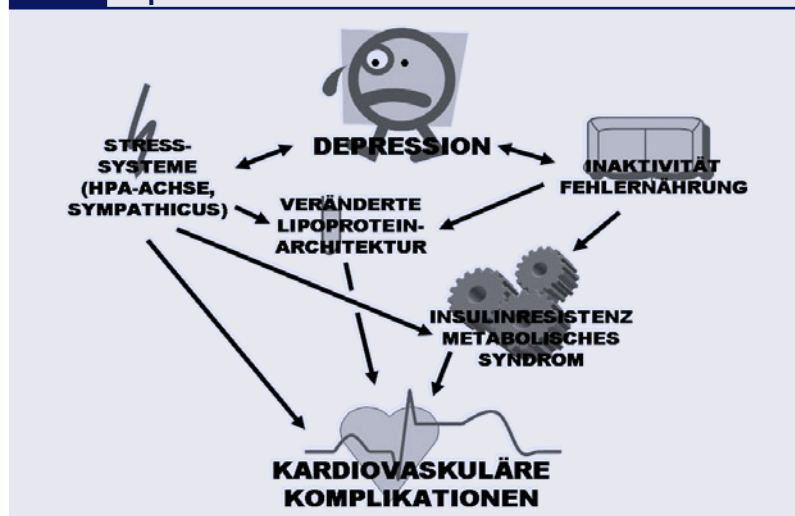 DEPRESSION
STRESS-
SYSTEME
(HPA-ACHSE,
SYMPATHICUS)
INAKTIVITÄT
FEHLERNÄHRUNG
VERÄNDERTE
LIPOPROTEIN-
ARCHITEKTUR
INSULINRESISTENZ
METABOLISCHES
SYNDROM
KARDIOVASKULÄRE
KOMPLIKATIONEN